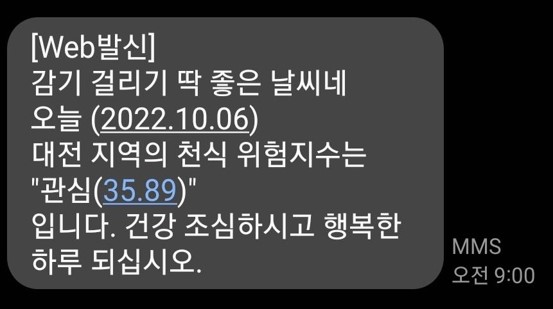 [Web발신]
감기 걸리기 딱 좋은 날씨네
오늘 (2022.10.06)
대전 지역의 천식 위험지수는
"관심(35.89)"
입니다. 건강 조심하시고 행복한
하루 되십시오.
MMS
오전 9:00